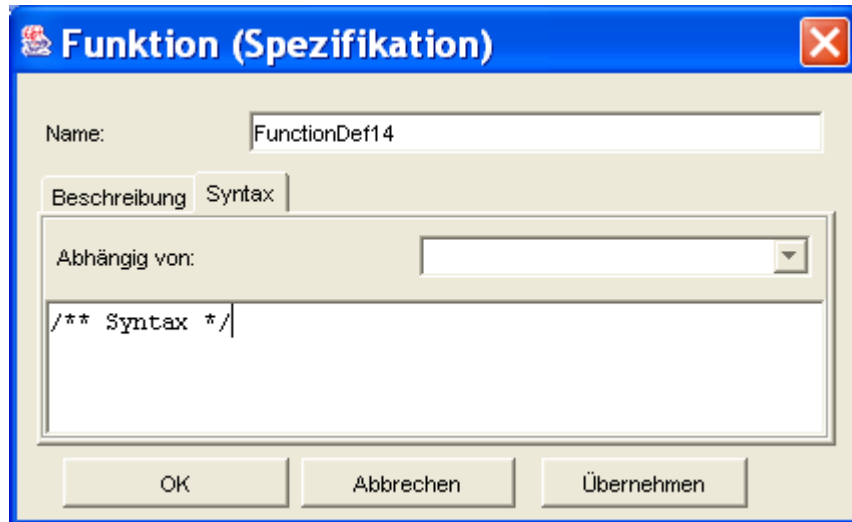 Funktion (Spezifikation)
Name: FunctionDef14
Beschreibung Syntax
Abhängig von:
/** Syntax */
OK Abbrechen Übernehmen